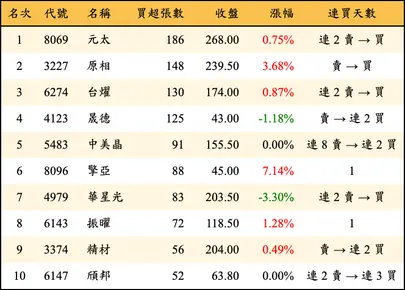 名次 代號 名稱 買超張數 收盤 漲幅 連買天數
1 8069 元太 186 268.00 0.75% 連 2 賣→買
2 3227 原相 148 239.50 3.68% 賣→買
3 6274 台燿 130 174.00 0.87% 連 2 賣→買
4 4123 晟德 125 43.00 -1.18% 賣→連 2 買
5 5483 中美晶 91 155.50 0.00% 連 8 賣→連 2 買
6 8096 擎亞 88 45.00 7.14% 1
7 4979 華星光 83 203.50 -3.30% 連 2 賣→買
8 6143 振曜 72 118.50 1.28% 1
9 3374 精材 56 204.00 0.49% 賣→連 2 買
10 6147 頎邦 52 63.80 0.00% 連 2 賣→連 3 買